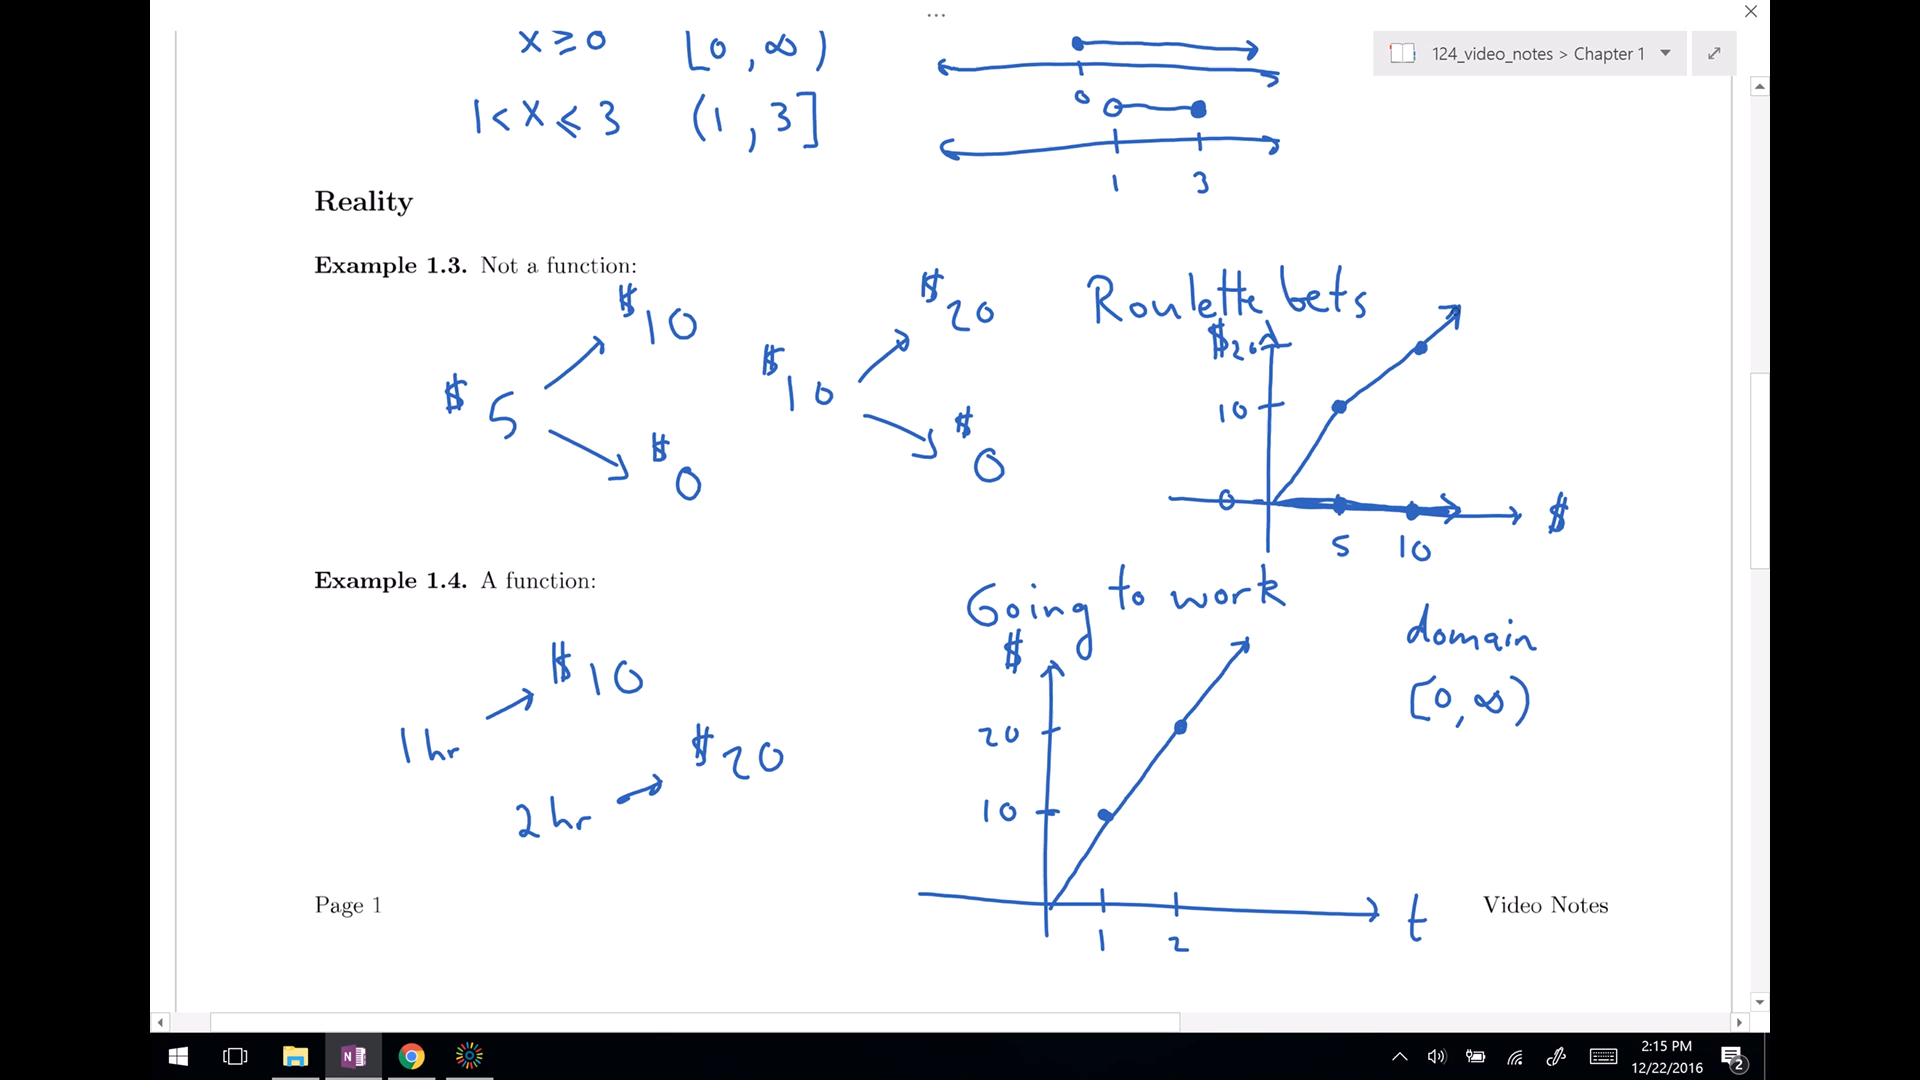 ...
124_video_notes > Chapter 1
x ≥ 0 [0, ∞)
0
1 < x ≤ 3 (1, 3]
1 3
Reality
Example 1.3. Not a function:
$5 $10 $0
$10 $20 $0
Roulette bets
$20
10
0
5 10 $
Example 1.4. A function:
1 hr $10
2 hr $20
Going to work
$
20
10
1 2 t
domain
[0, ∞)
Page 1
Video Notes
N
2:15 PM
12/22/2016
2